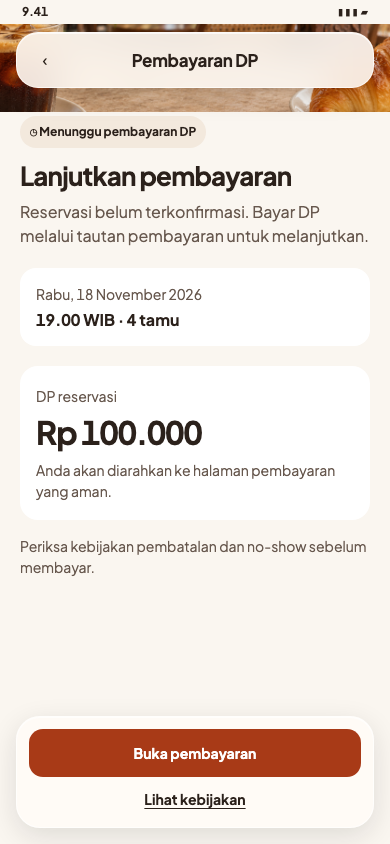 9.41
Pembayaran DP
Menunggu pembayaran DP
Lanjutkan pembayaran
Reservasi belum terkonfirmasi. Bayar DP
melalui tautan pembayaran untuk melanjutkan.
Rabu, 18 November 2026
19.00 WIB · 4 tamu
DP reservasi
Rp 100.000
Anda akan diarahkan ke halaman pembayaran
yang aman.
Periksa kebijakan pembatalan dan no-show sebelum
membayar.
Buka pembayaran
Lihat kebijakan